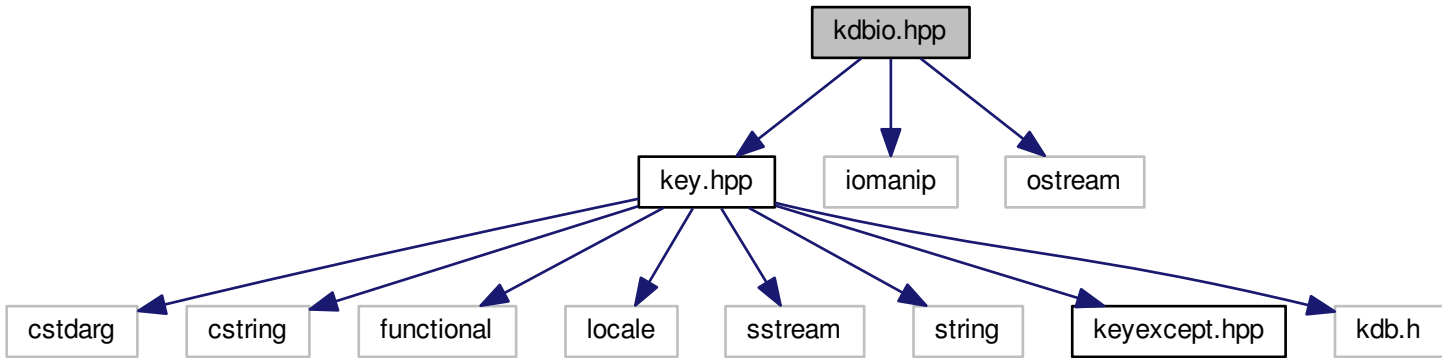 kdbio.hpp
key.hpp
iomanip
ostream
cstdarg
cstring
functional
locale
sstream
string
keyexcept.hpp
kdb.h